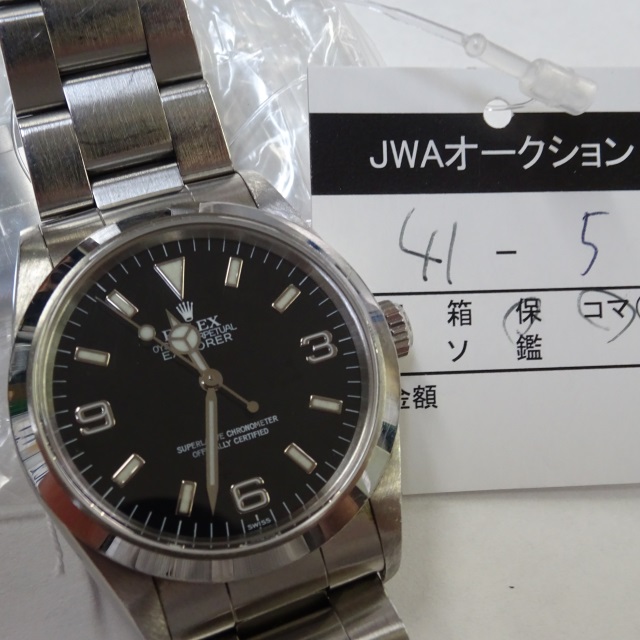 ROLEX
OYSTER PERPETUAL
EXPLORER
3
6
9
SUPERLATIVE CHRONOMETER
OFFICIALLY CERTIFIED
SWISS
JWAオークション
41 - 5
箱 保 コマ
ソ 鑑
金額